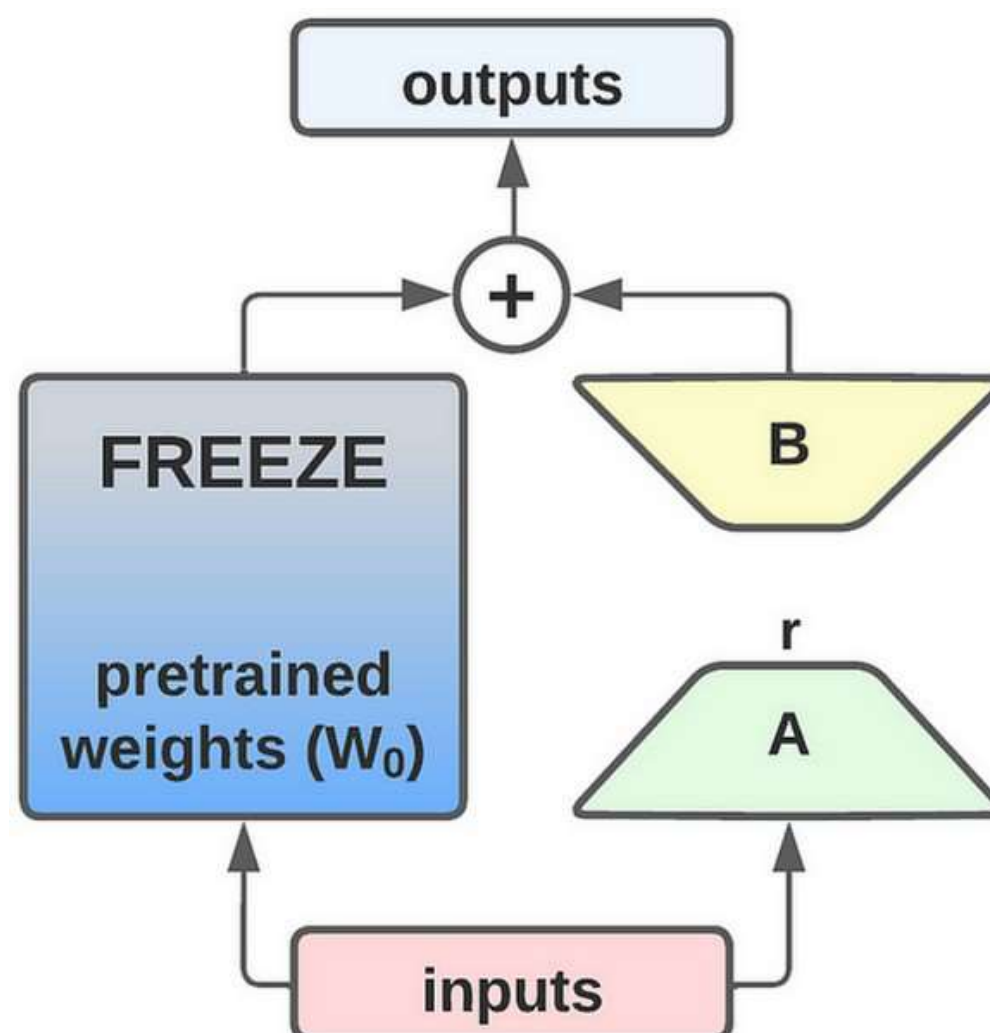 outputs
+
FREEZE
B
pretrained
weights (W₀)
r
A
inputs